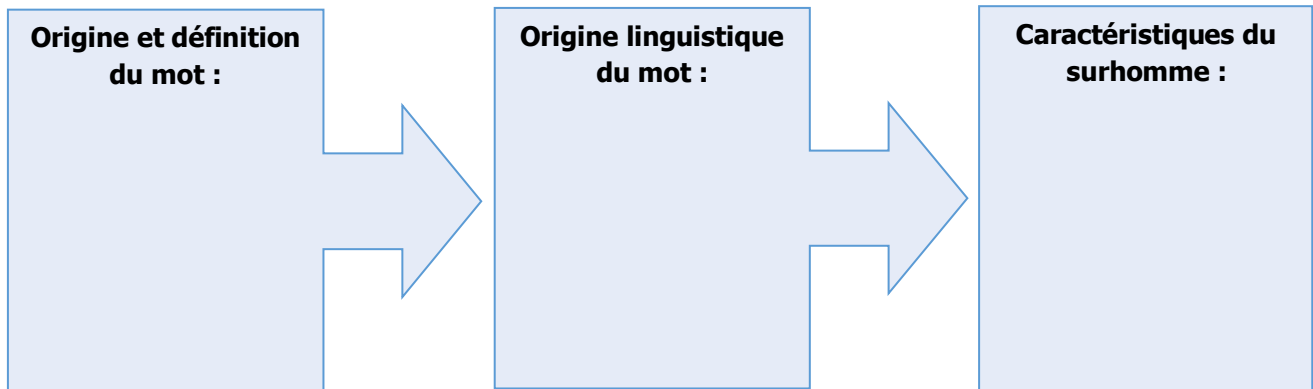 Origine et définition
du mot :
Origine linguistique
du mot :
Caractéristiques du
surhomme :